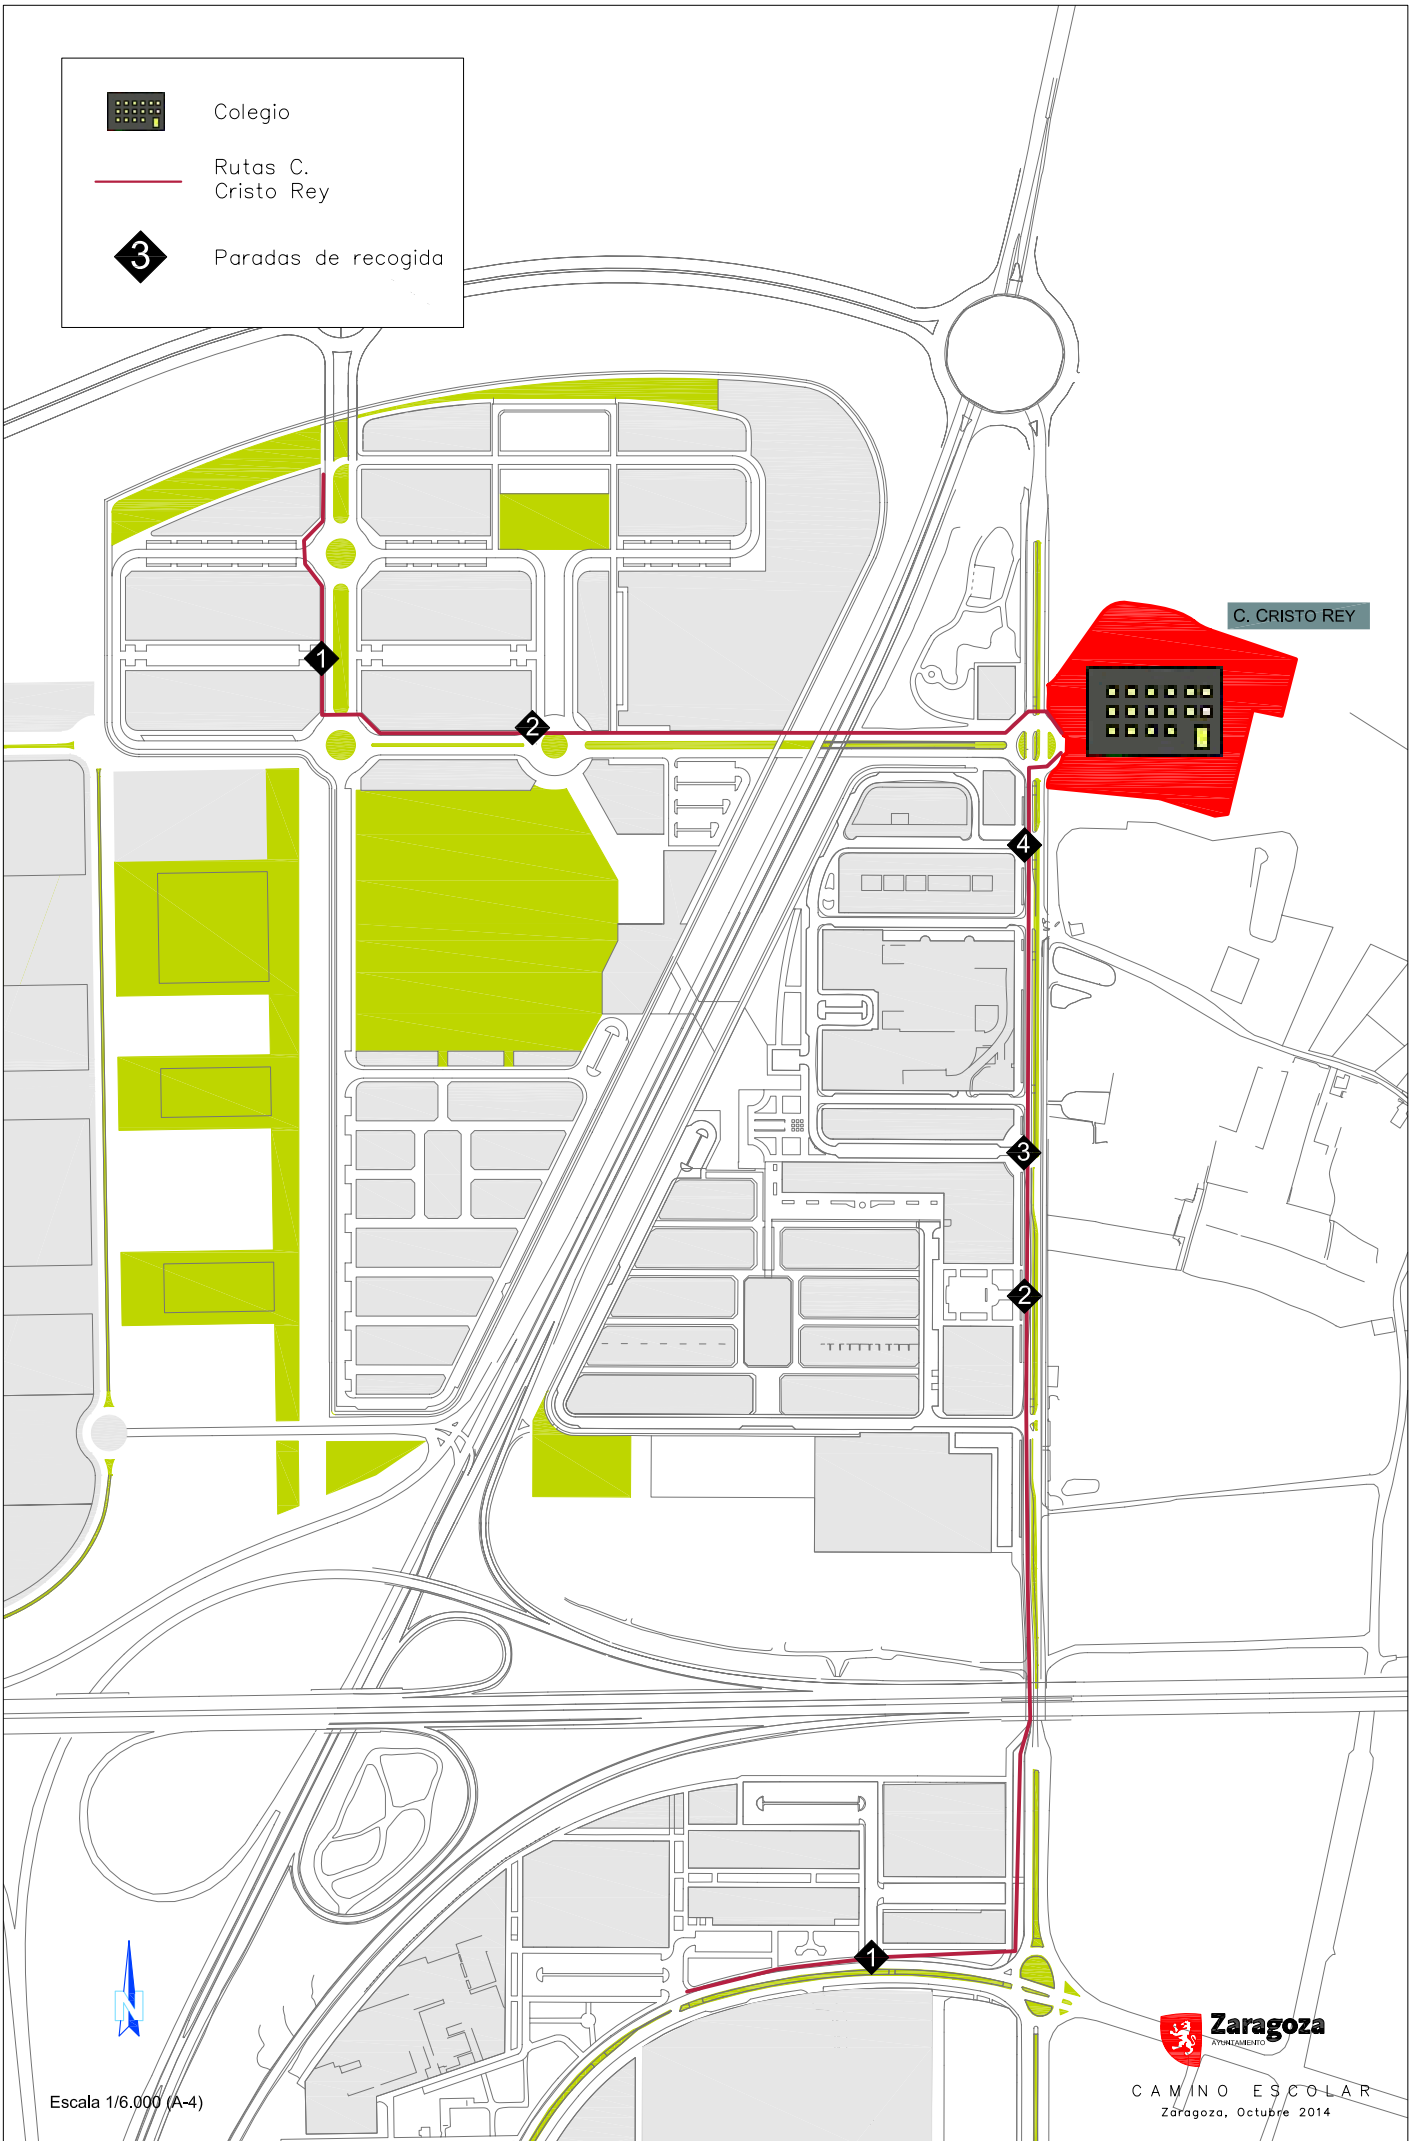 Colegio
Rutas C.
Cristo Rey
3
Paradas de recogida
C. CRISTO REY
1
2
4
3
2
1
N
Zaragoza
AYUNTAMIENTO
Escala 1/6.000 (A-4)
CAMINO ESCOLAR
Zaragoza, Octubre 2014